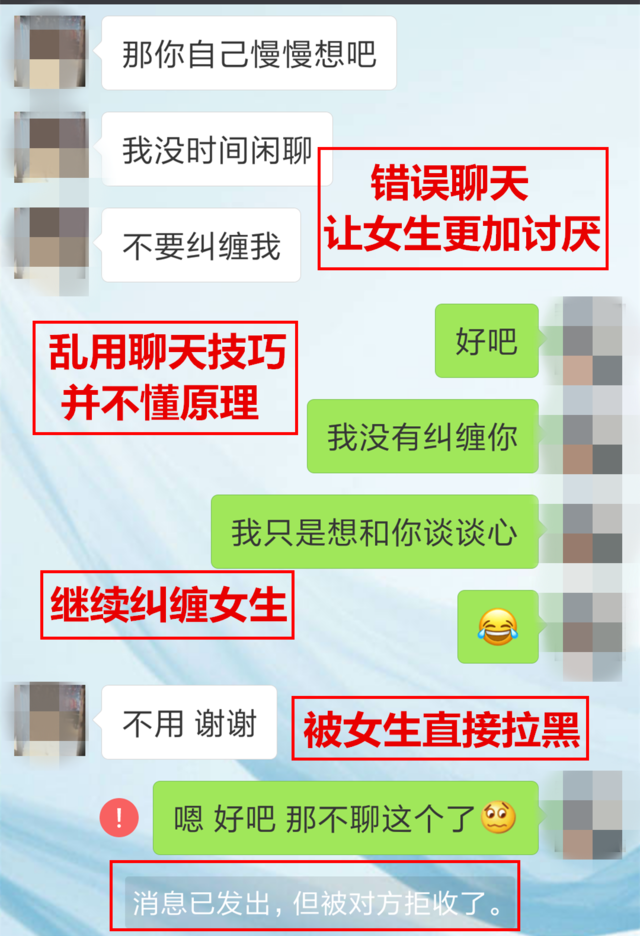 那你自己慢慢想吧
我没时间闲聊
错误聊天
让女生更加讨厌
不要纠缠我
好吧
乱用聊天技巧
并不懂原理
我没有纠缠你
我只是想和你谈谈心
继续纠缠女生
😂
不用 谢谢
被女生直接拉黑
! 嗯 好吧 那不聊这个了🥴
消息已发出，但被对方拒收了。